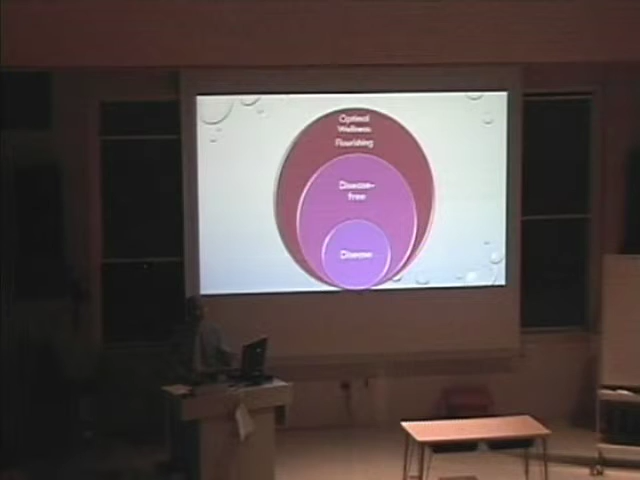 Optimal
Wellness
Flourishing
Disease-
free
Disease